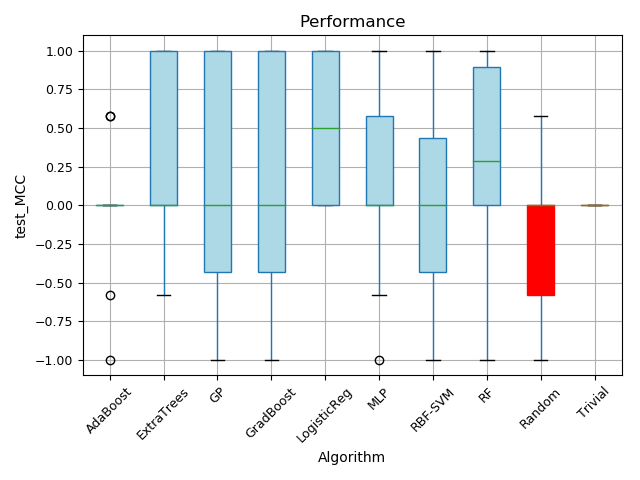 Performance
1.00
0.75
0.50
0.25
0.00
−0.25
−0.50
−0.75
−1.00
test_MCC
AdaBoost
ExtraTrees
GP
GradBoost
LogisticReg
MLP
RBF-SVM
RF
Random
Trivial
Algorithm